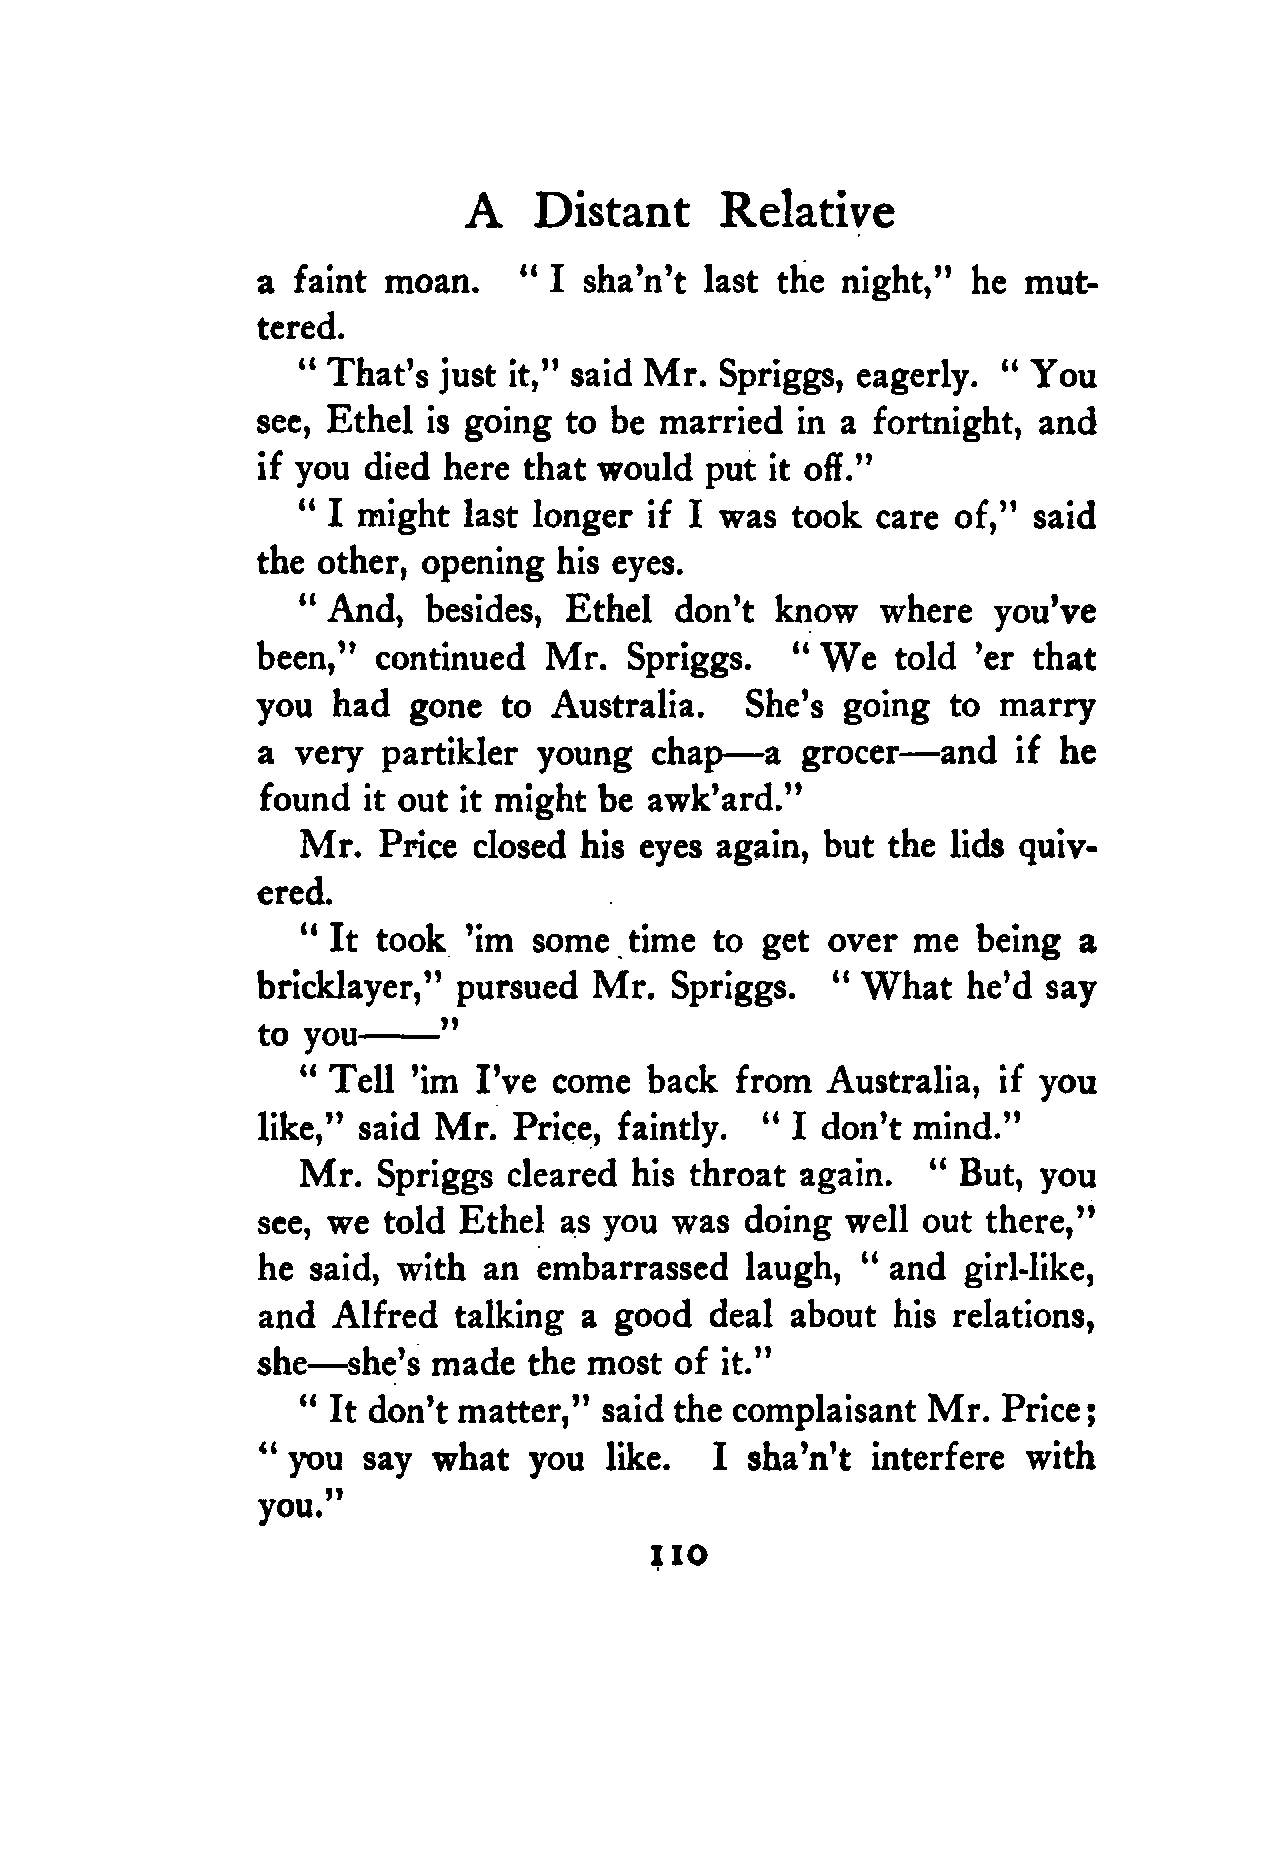 A Distant Relative
a faint moan. " I sha'n't last the night," he mut-
tered.
" That's just it," said Mr. Spriggs, eagerly. " You
see, Ethel is going to be married in a fortnight, and
if you died here that would put it off."
" I might last longer if I was took care of," said
the other, opening his eyes.
" And, besides, Ethel don't know where you've
been," continued Mr. Spriggs. " We told 'er that
you had gone to Australia. She's going to marry
a very partikler young chap—a grocer—and if he
found it out it might be awk'ard."
Mr. Price closed his eyes again, but the lids quiv-
ered.
" It took 'im some time to get over me being a
bricklayer," pursued Mr. Spriggs. " What he'd say
to you——"
" Tell 'im I've come back from Australia, if you
like," said Mr. Price, faintly. " I don't mind."
Mr. Spriggs cleared his throat again. " But, you
see, we told Ethel as you was doing well out there,"
he said, with an embarrassed laugh, " and girl-like,
and Alfred talking a good deal about his relations,
she—she's made the most of it."
" It don't matter," said the complaisant Mr. Price;
" you say what you like. I sha'n't interfere with
you."
110